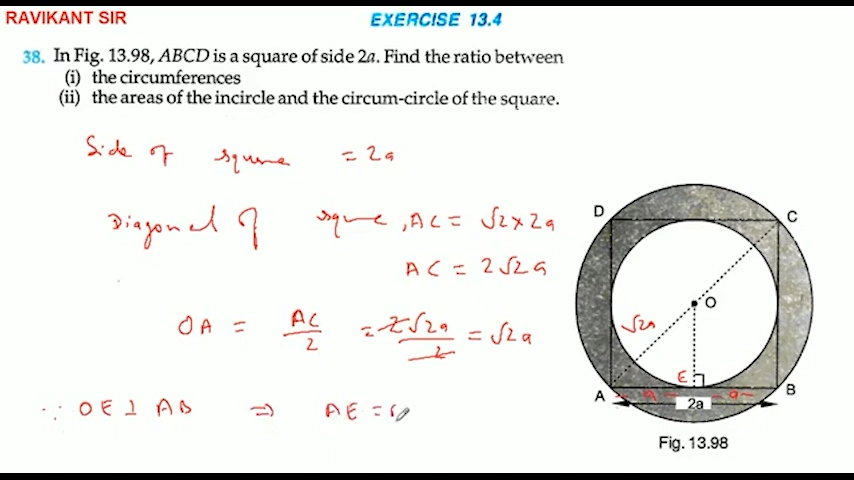 RAVIKANT SIR
EXERCISE 13.4
38. In Fig. 13.98, ABCD is a square of side 2a. Find the ratio between
(i) the circumferences
(ii) the areas of the incircle and the circum-circle of the square.
Side of square = 2a
Diagonal of squre, AC = √2 × 2a
AC = 2√2a
OA = AC/2 = 2√2a/2 = √2a
∵ OE ⊥ AB ⇒ AE =
D
C
O
√2a
E
A
B
a
a
2a
Fig. 13.98